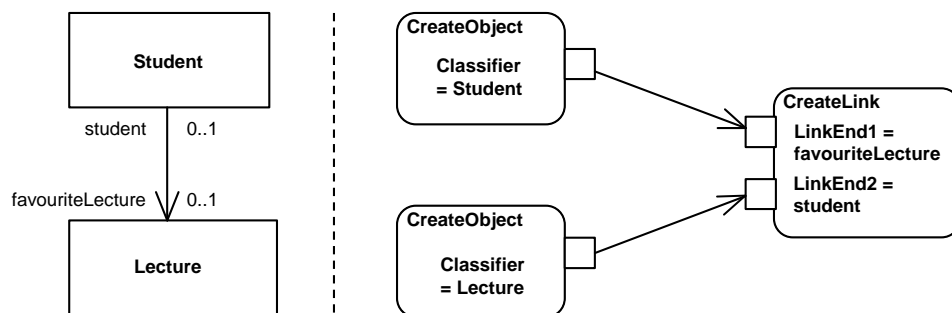 Student
student 0..1
favouriteLecture 0..1
Lecture
CreateObject
Classifier
= Student
CreateObject
Classifier
= Lecture
CreateLink
LinkEnd1 =
favouriteLecture
LinkEnd2 =
student